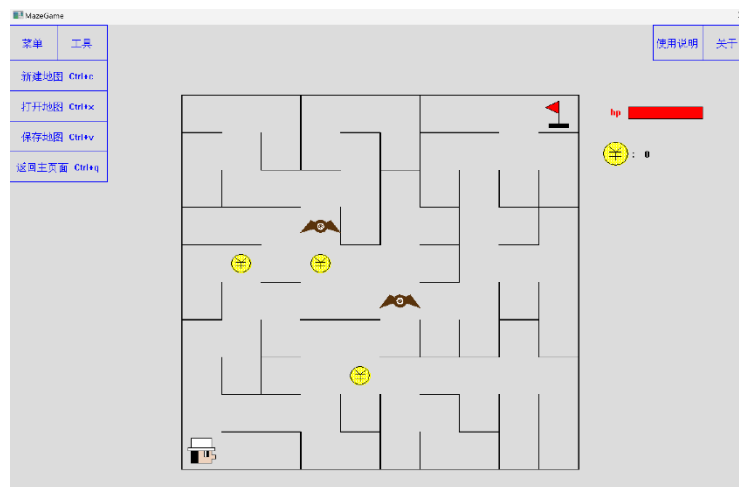 MazeGame
菜单 工具 使用说明 关于
新建地图 Ctrl+c
打开地图 Ctrl+x
保存地图 Ctrl+v
返回主页面 Ctrl+q
hp
¥: 0